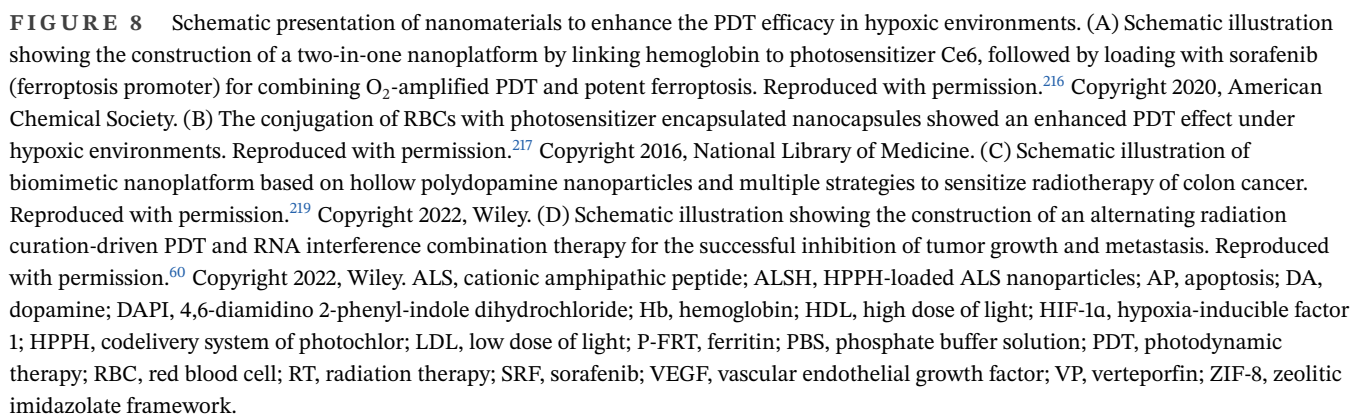 FIGURE 8 Schematic presentation of nanomaterials to enhance the PDT efficacy in hypoxic environments. (A) Schematic illustration
showing the construction of a two-in-one nanoplatform by linking hemoglobin to photosensitizer Ce6, followed by loading with sorafenib
(ferroptosis promoter) for combining O₂-amplified PDT and potent ferroptosis. Reproduced with permission.²¹⁶ Copyright 2020, American
Chemical Society. (B) The conjugation of RBCs with photosensitizer encapsulated nanocapsules showed an enhanced PDT effect under
hypoxic environments. Reproduced with permission.²¹⁷ Copyright 2016, National Library of Medicine. (C) Schematic illustration of
biomimetic nanoplatform based on hollow polydopamine nanoparticles and multiple strategies to sensitize radiotherapy of colon cancer.
Reproduced with permission.²¹⁹ Copyright 2022, Wiley. (D) Schematic illustration showing the construction of an alternating radiation
curation-driven PDT and RNA interference combination therapy for the successful inhibition of tumor growth and metastasis. Reproduced
with permission.⁶⁰ Copyright 2022, Wiley. ALS, cationic amphipathic peptide; ALSH, HPPH-loaded ALS nanoparticles; AP, apoptosis; DA,
dopamine; DAPI, 4,6-diamidino 2-phenyl-indole dihydrochloride; Hb, hemoglobin; HDL, high dose of light; HIF-1α, hypoxia-inducible factor
1; HPPH, codelivery system of photochlor; LDL, low dose of light; P-FRT, ferritin; PBS, phosphate buffer solution; PDT, photodynamic
therapy; RBC, red blood cell; RT, radiation therapy; SRF, sorafenib; VEGF, vascular endothelial growth factor; VP, verteporfin; ZIF-8, zeolitic
imidazolate framework.